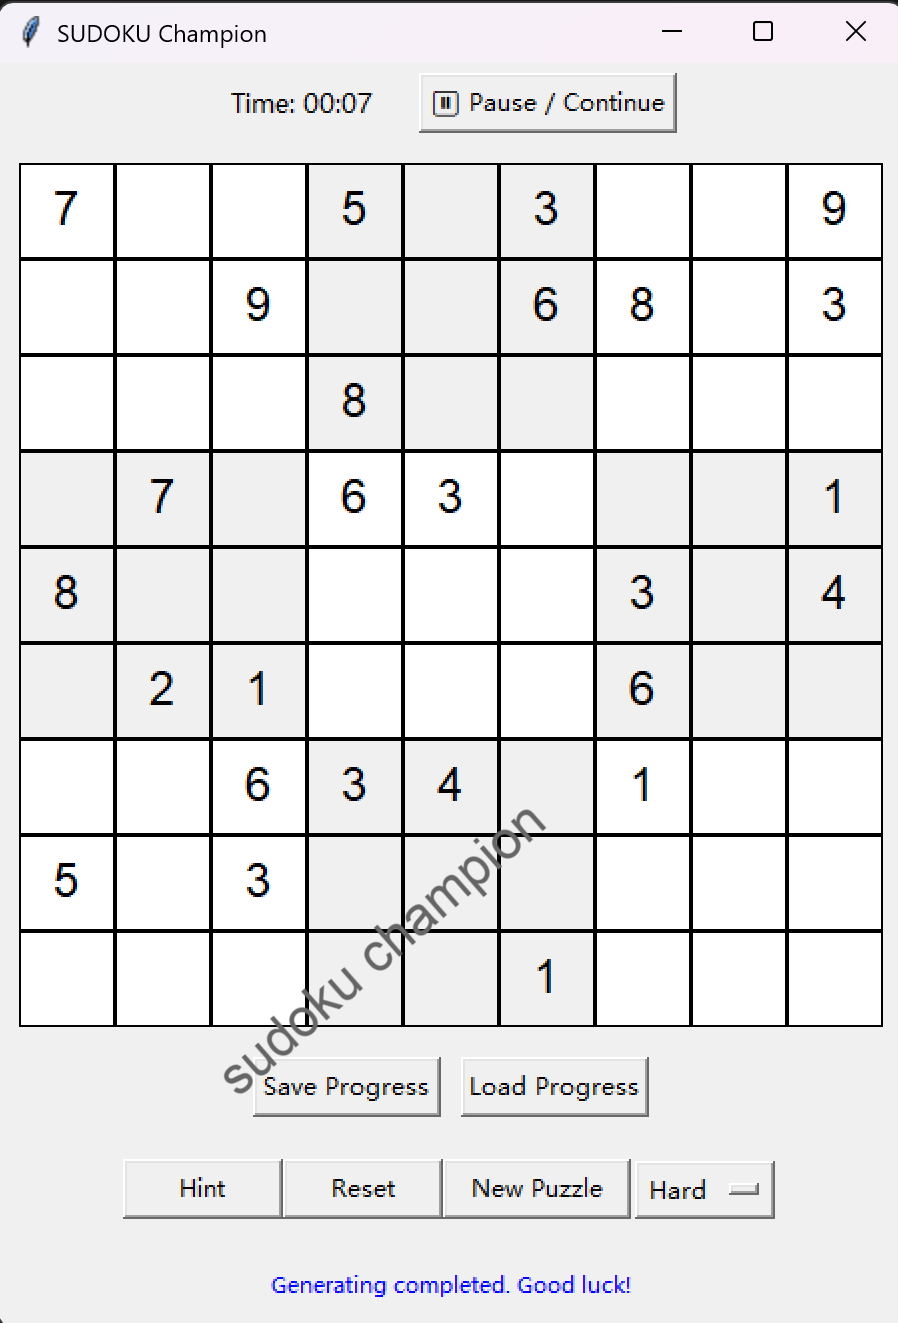 SUDOKU Champion
Time: 00:07 Pause / Continue
7 5 3 9
9 6 8 3
8
7 6 3 1
8 3 4
2 1 6
6 3 4 1
5 3
1
sudoku champion
Save Progress Load Progress
Hint Reset New Puzzle Hard
Generating completed. Good luck!